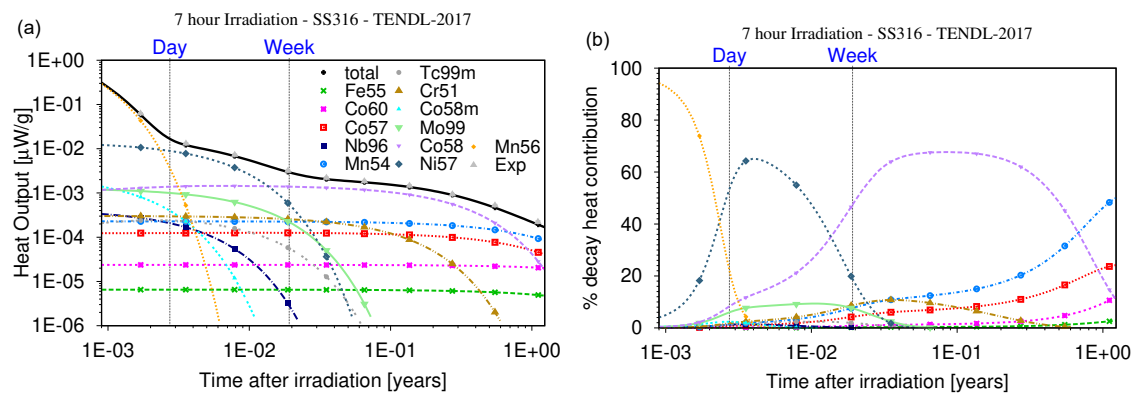 (a)
7 hour Irradiation - SS316 - TENDL-2017
Day
Week
Heat Output [μW/g]
1E+00
1E-01
1E-02
1E-03
1E-04
1E-05
1E-06
total
Fe55
Co60
Co57
Nb96
Mn54
Tc99m
Cr51
Co58m
Mo99
Co58
Ni57
Mn56
Exp
1E-03
1E-02
1E-01
1E+00
Time after irradiation [years]
(b)
7 hour Irradiation - SS316 - TENDL-2017
Day
Week
% decay heat contribution
100
80
60
40
20
0
1E-03
1E-02
1E-01
1E+00
Time after irradiation [years]